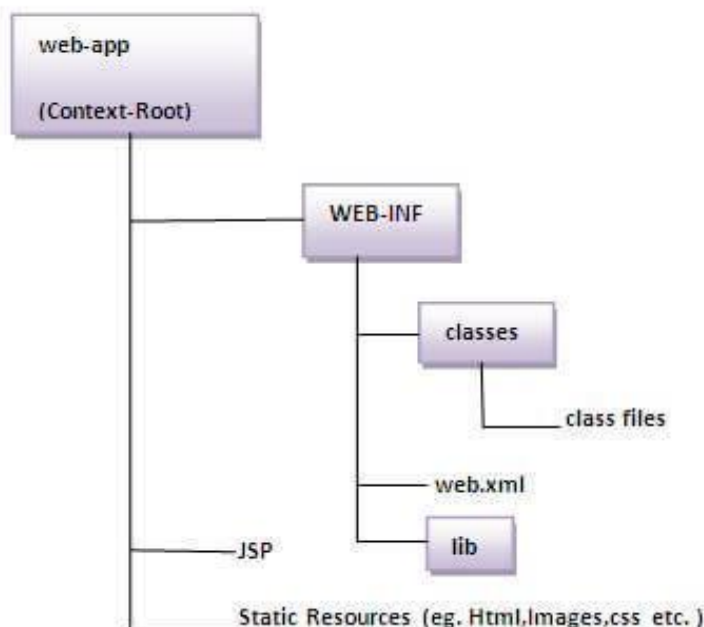 web-app
(Context-Root)
WEB-INF
classes
class files
web.xml
lib
JSP
Static Resources (eg. Html,Images,css etc. )